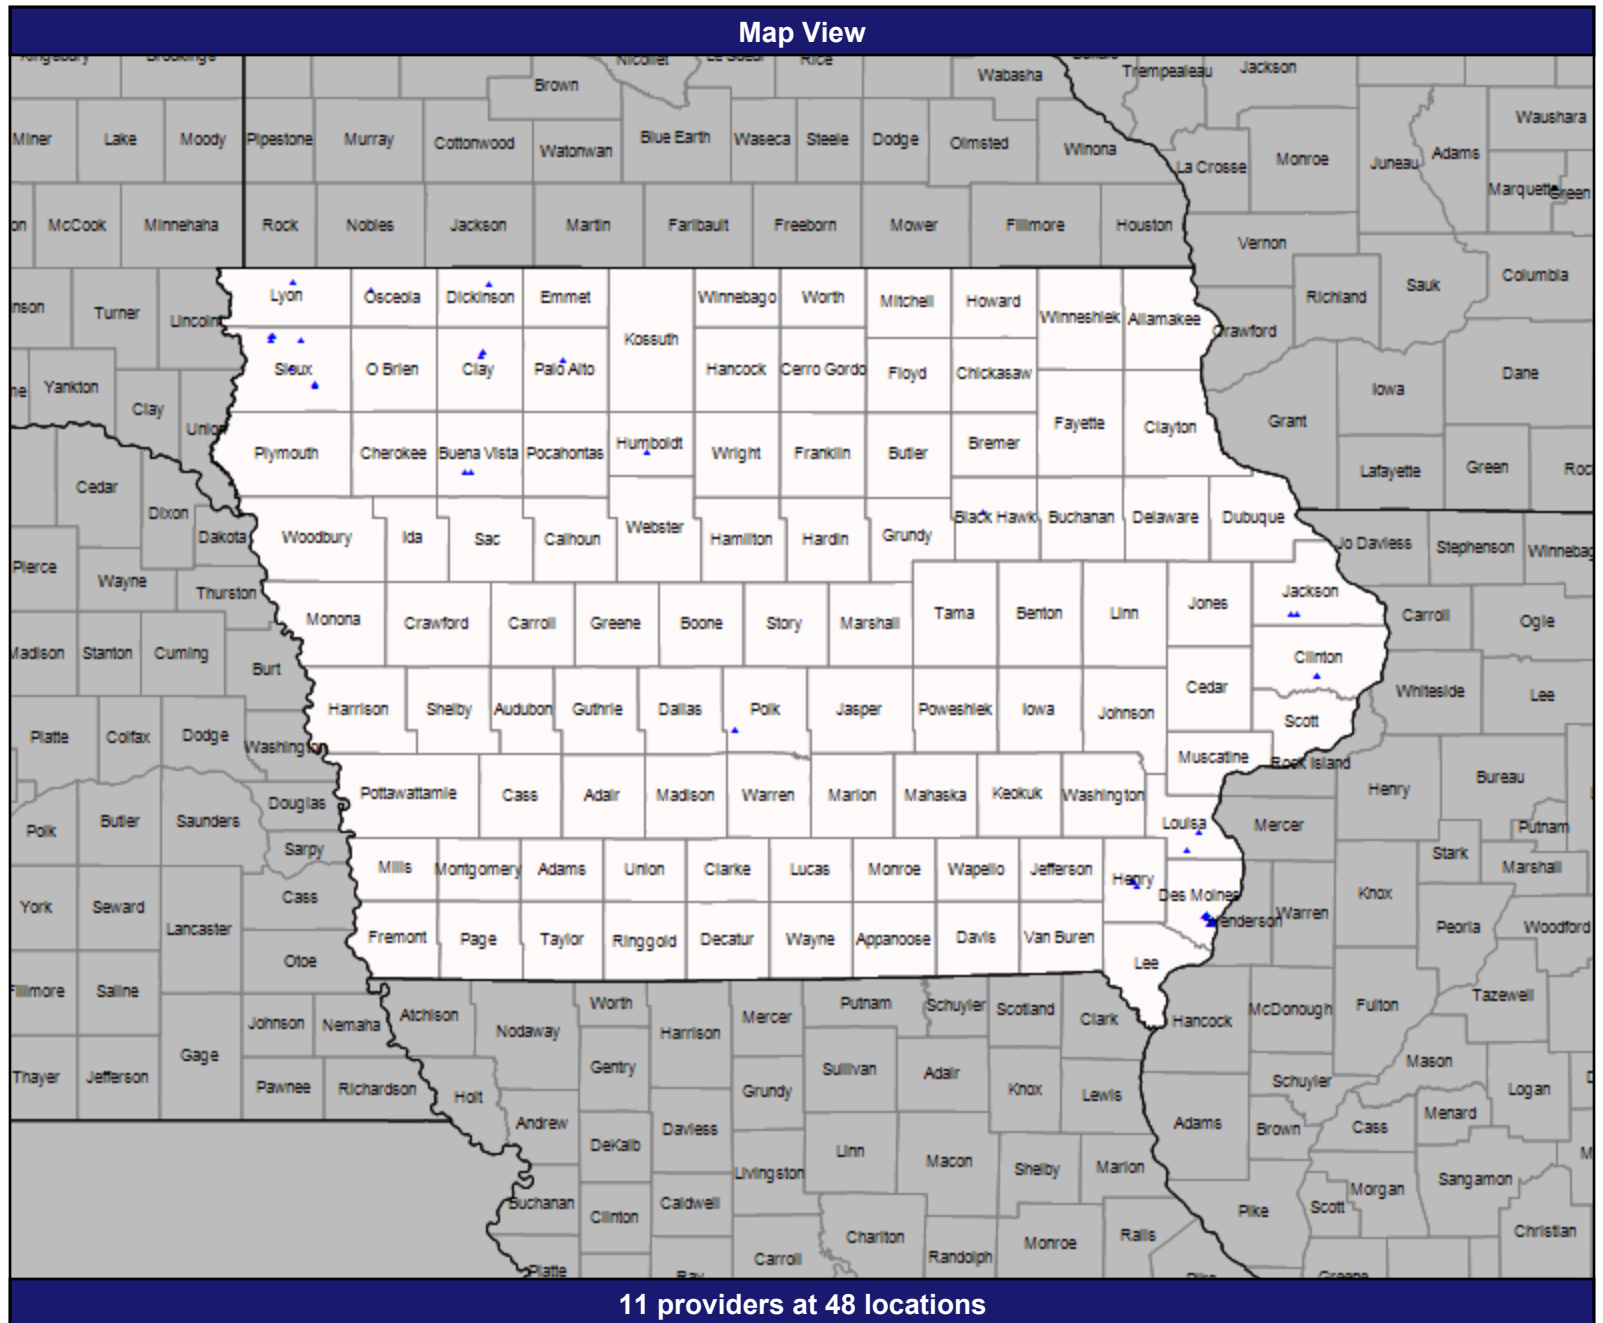 Map View
Brown Nicollet Rice Wabasha Trempealeau Jackson
Miner Lake Moody Pipestone Murray Cottonwood Watonwan Blue Earth Waseca Steele Dodge Olmsted Winona La Crosse Monroe Juneau Adams Waushara
Marquette Green
McCook Minnehaha Rock Nobles Jackson Martin Faribault Freeborn Mower Fillmore Houston Vernon
Turner Lincoln Lyon Osceola Dickinson Emmet Winnebago Worth Mitchell Howard Winneshiek Allamakee Crawford Richland Sauk Columbia
Kossuth
Yankton Clay Union Sioux O Brien Clay Palo Alto Hancock Cerro Gordo Floyd Chickasaw Iowa Dane
Plymouth Cherokee Buena Vista Pocahontas Humboldt Wright Franklin Butler Bremer Fayette Clayton Grant Lafayette Green
Cedar Dixon Dakota Woodbury Ida Sac Calhoun Webster Hamilton Hardin Grundy Black Hawk Buchanan Delaware Dubuque Jo Daviess Stephenson Winnebag
Pierce Wayne Thurston
Monona Crawford Carroll Greene Boone Story Marshall Tama Benton Linn Jones Jackson Carroll Ogle
Madison Stanton Cuming Burt Clinton
Harrison Shelby Audubon Guthrie Dallas Polk Jasper Poweshiek Iowa Johnson Cedar Scott Whiteside Lee
Platte Colfax Dodge Washington Muscatine Rock Island
Pottawattamie Cass Adair Madison Warren Marion Mahaska Keokuk Washington Henry Bureau
Polk Butler Saunders Douglas Sarpy Louisa Mercer Putnam
Stark Marshall
Mills Montgomery Adams Union Clarke Lucas Monroe Wapello Jefferson Henry Des Moines
York Seward Lancaster Cass Henderson Warren Knox Peoria Woodford
Fremont Page Taylor Ringgold Decatur Wayne Appanoose Davis Van Buren Lee
Otoe
Fillmore Saline Johnson Nemaha Atchison Nodaway Worth Harrison Mercer Putnam Schuyler Scotland Clark Hancock McDonough Fulton Tazewell
Thayer Jefferson Gage Pawnee Richardson Holt Gentry Grundy Sullivan Adair Knox Lewis Schuyler Mason Logan
Andrew DeKalb Daviess Adams Brown Cass Menard
Livingston Linn Macon Shelby Marion Sangamon
Buchanan Clinton Caldwell Pike Scott Morgan
Platte Ray Carroll Chariton Randolph Monroe Ralls Christian
Greene
11 providers at 48 locations